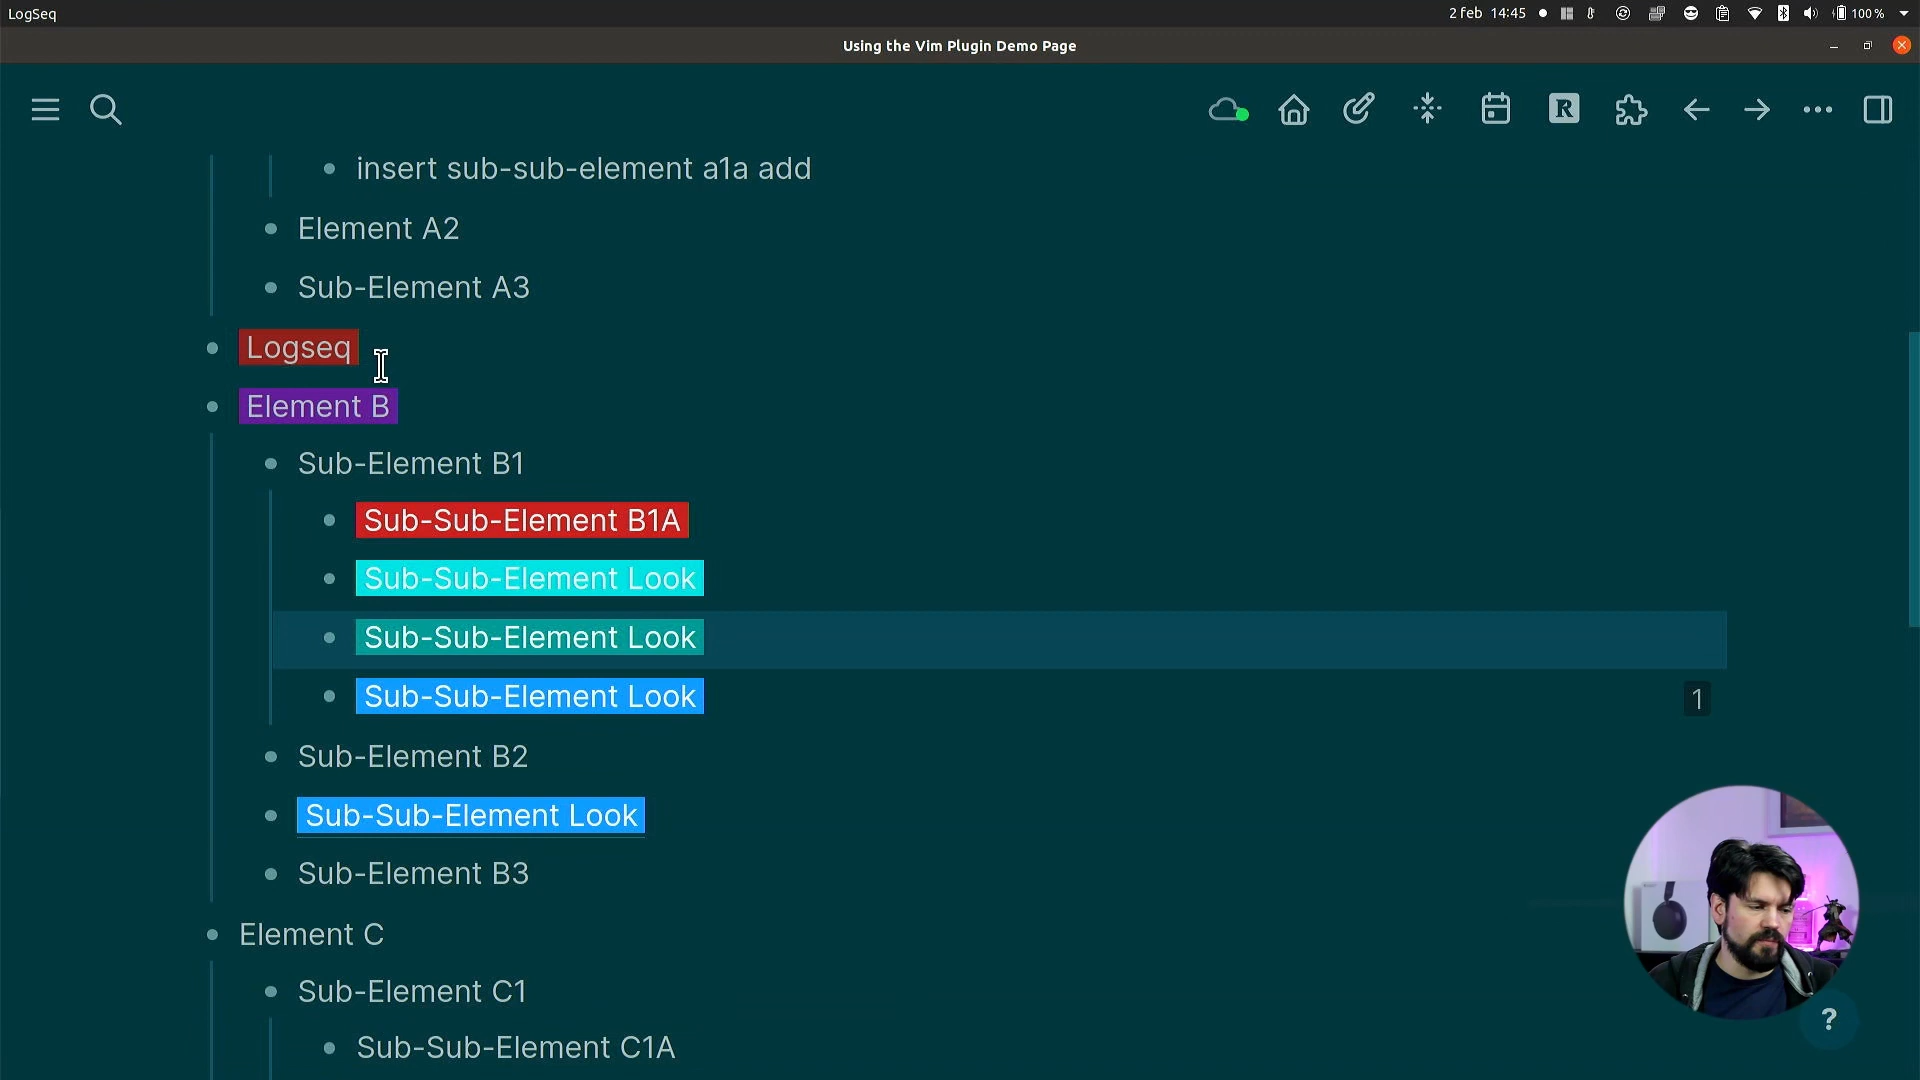 LogSeq
2 feb 14:45
100 %
Using the Vim Plugin Demo Page
R
insert sub-sub-element a1a add
Element A2
Sub-Element A3
Logseq
Element B
Sub-Element B1
Sub-Sub-Element B1A
Sub-Sub-Element Look
Sub-Sub-Element Look
Sub-Sub-Element Look
1
Sub-Element B2
Sub-Sub-Element Look
Sub-Element B3
Element C
Sub-Element C1
Sub-Sub-Element C1A
?